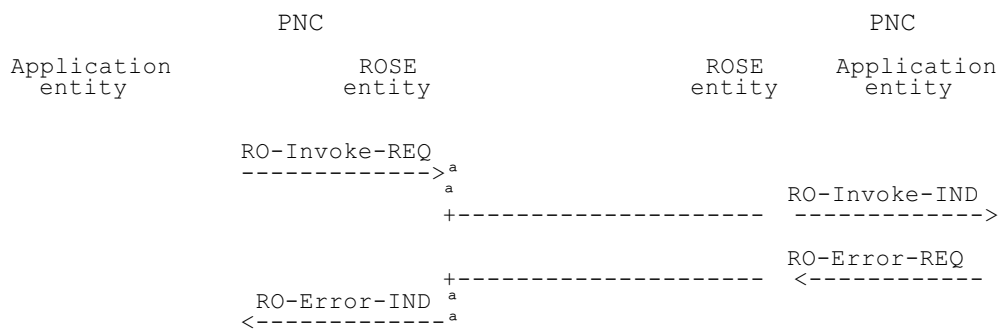 PNC PNC
Application ROSE ROSE Application
entity entity entity entity
RO-Invoke-REQ
------------->ª
ª RO-Invoke-IND
+--------------------- ------------->
RO-Error-REQ
+--------------------- <------------
RO-Error-IND ª
<-------------ª